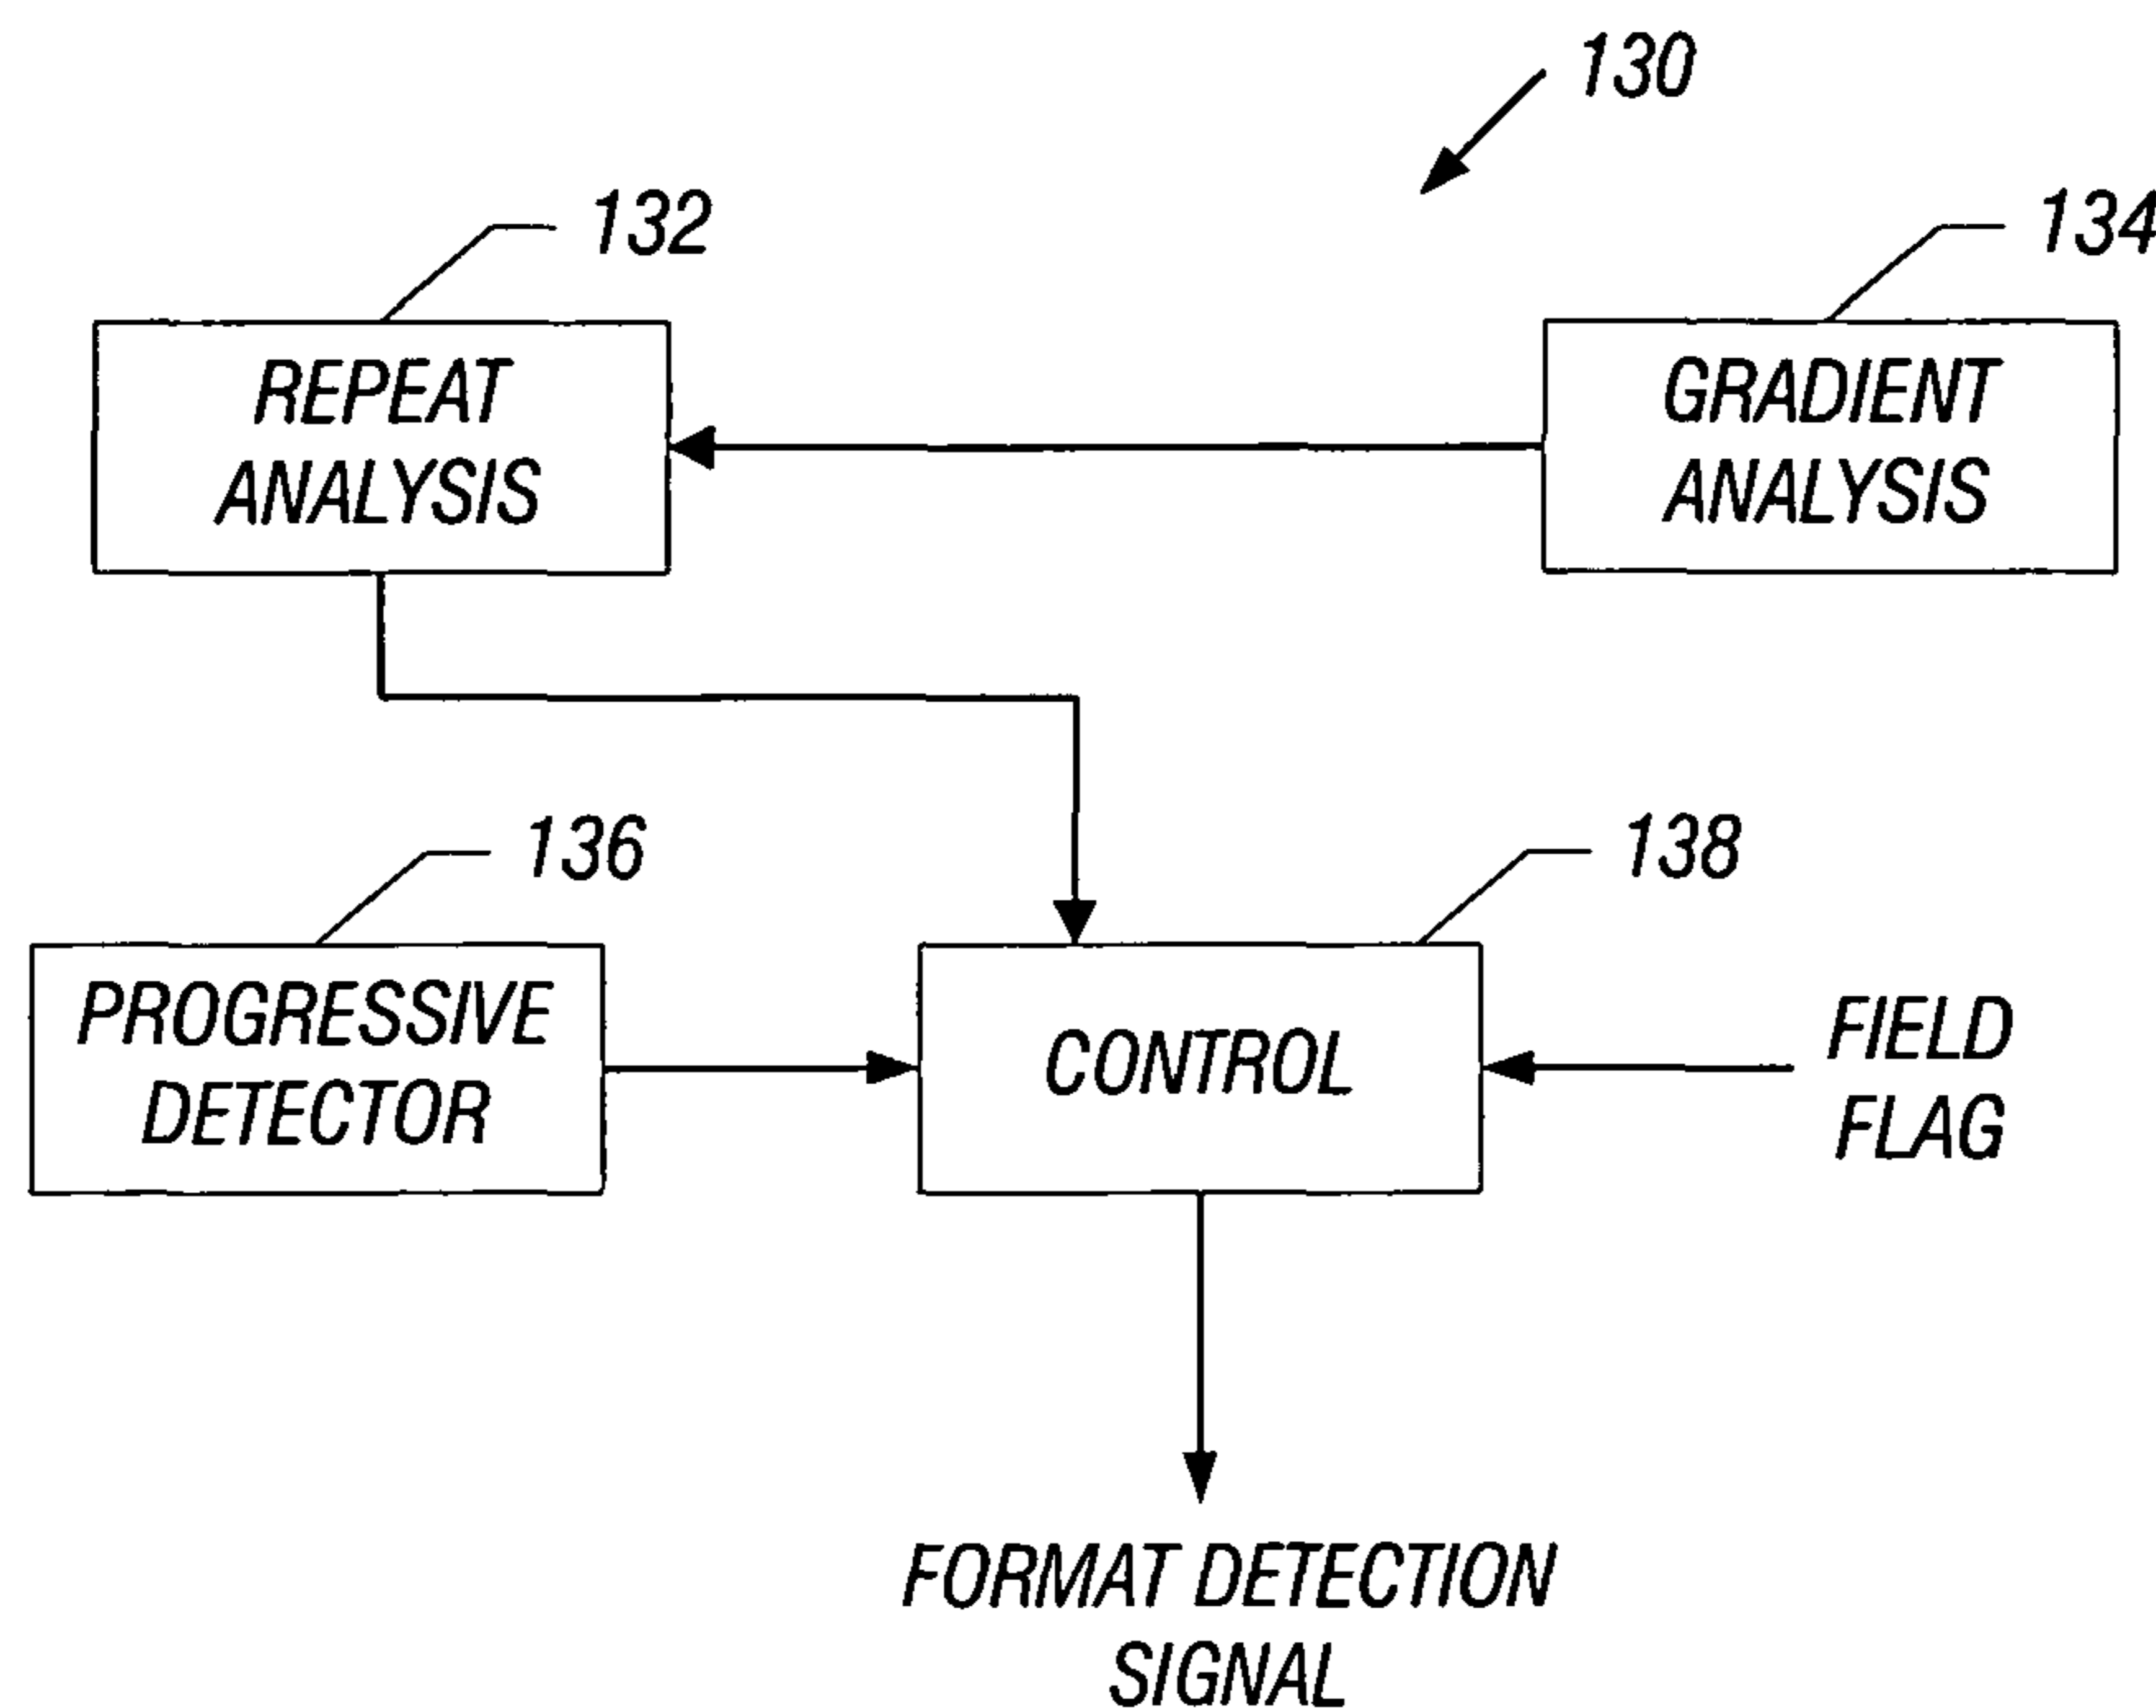 130
132
134
REPEAT
ANALYSIS
GRADIENT
ANALYSIS
136
138
PROGRESSIVE
DETECTOR
CONTROL
FIELD
FLAG
FORMAT DETECTION
SIGNAL